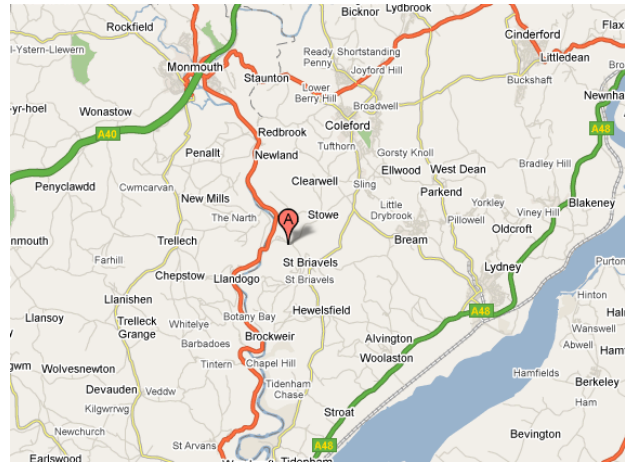 Rockfield
Bicknor
Lydbrook
Flax
Cinderford
Littledean
l-Ystern-Llewern
Ready
Penny
Shortstanding
Joyford Hill
Monmouth
Staunton
Lower
Berry Hill
Broadwell
Buckshaft
Newnha
-yr-hoel
Wonastow
Redbrook
Coleford
A40
A48
Tufthorn
Penallt
Newland
Gorsty Knoll
Bradley Hill
Clearwell
Ellwood
West Dean
Penyclawdd
Cwmcarvan
Sling
Parkend
New Mills
Yorkley
Blakeney
The North
A
Stowe
Little
Drybrook
Pillowell
Viney Hill
nmouth
Trellech
Bream
Oldcroft
Farhill
St Briavels
Purton
Chepstow
Lydney
Llandogo
St Briavels
Llanishen
Hinton
Llansoy
Trelleck
Grange
Whitelye
Botany Bay
Hewelsfield
A48
Wanswell
Brockweir
Alvington
Abwell
Barbadoes
Woolaston
gwm
Wolvesnewton
Tintern
Chapel Hill
Hamfields
Berkeley
Devauden
Veddw
Tidenham
Chase
Ham
Kilgwrrwg
Stroat
Newchurch
Bevington
St Arvans
A48
Earlswood
Tidenham